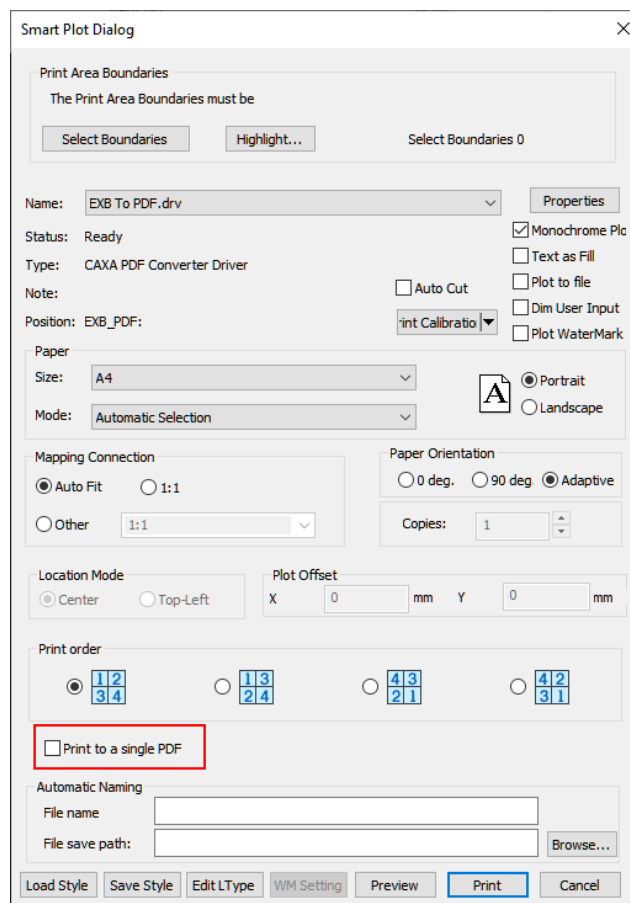 Smart Plot Dialog
Print Area Boundaries
The Print Area Boundaries must be
Select Boundaries Highlight... Select Boundaries 0
Name: EXB To PDF.drv Properties
Status: Ready Monochrome Plo
Type: CAXA PDF Converter Driver Text as Fill
Note: Auto Cut Plot to file
Position: EXB_PDF: rint Calibratio Dim User Input
Plot WaterMark
Paper
Size: A4 A Portrait
Mode: Automatic Selection Landscape
Mapping Connection Paper Orientation
Auto Fit 1:1 0 deg. 90 deg. Adaptive
Other 1:1 Copies: 1
Location Mode Plot Offset
Center Top-Left X 0 mm Y 0 mm
Print order
1 2 1 3 4 3 4 2
3 4 2 4 2 1 3 1
Print to a single PDF
Automatic Naming
File name
File save path: Browse...
Load Style Save Style Edit LType WM Setting Preview Print Cancel